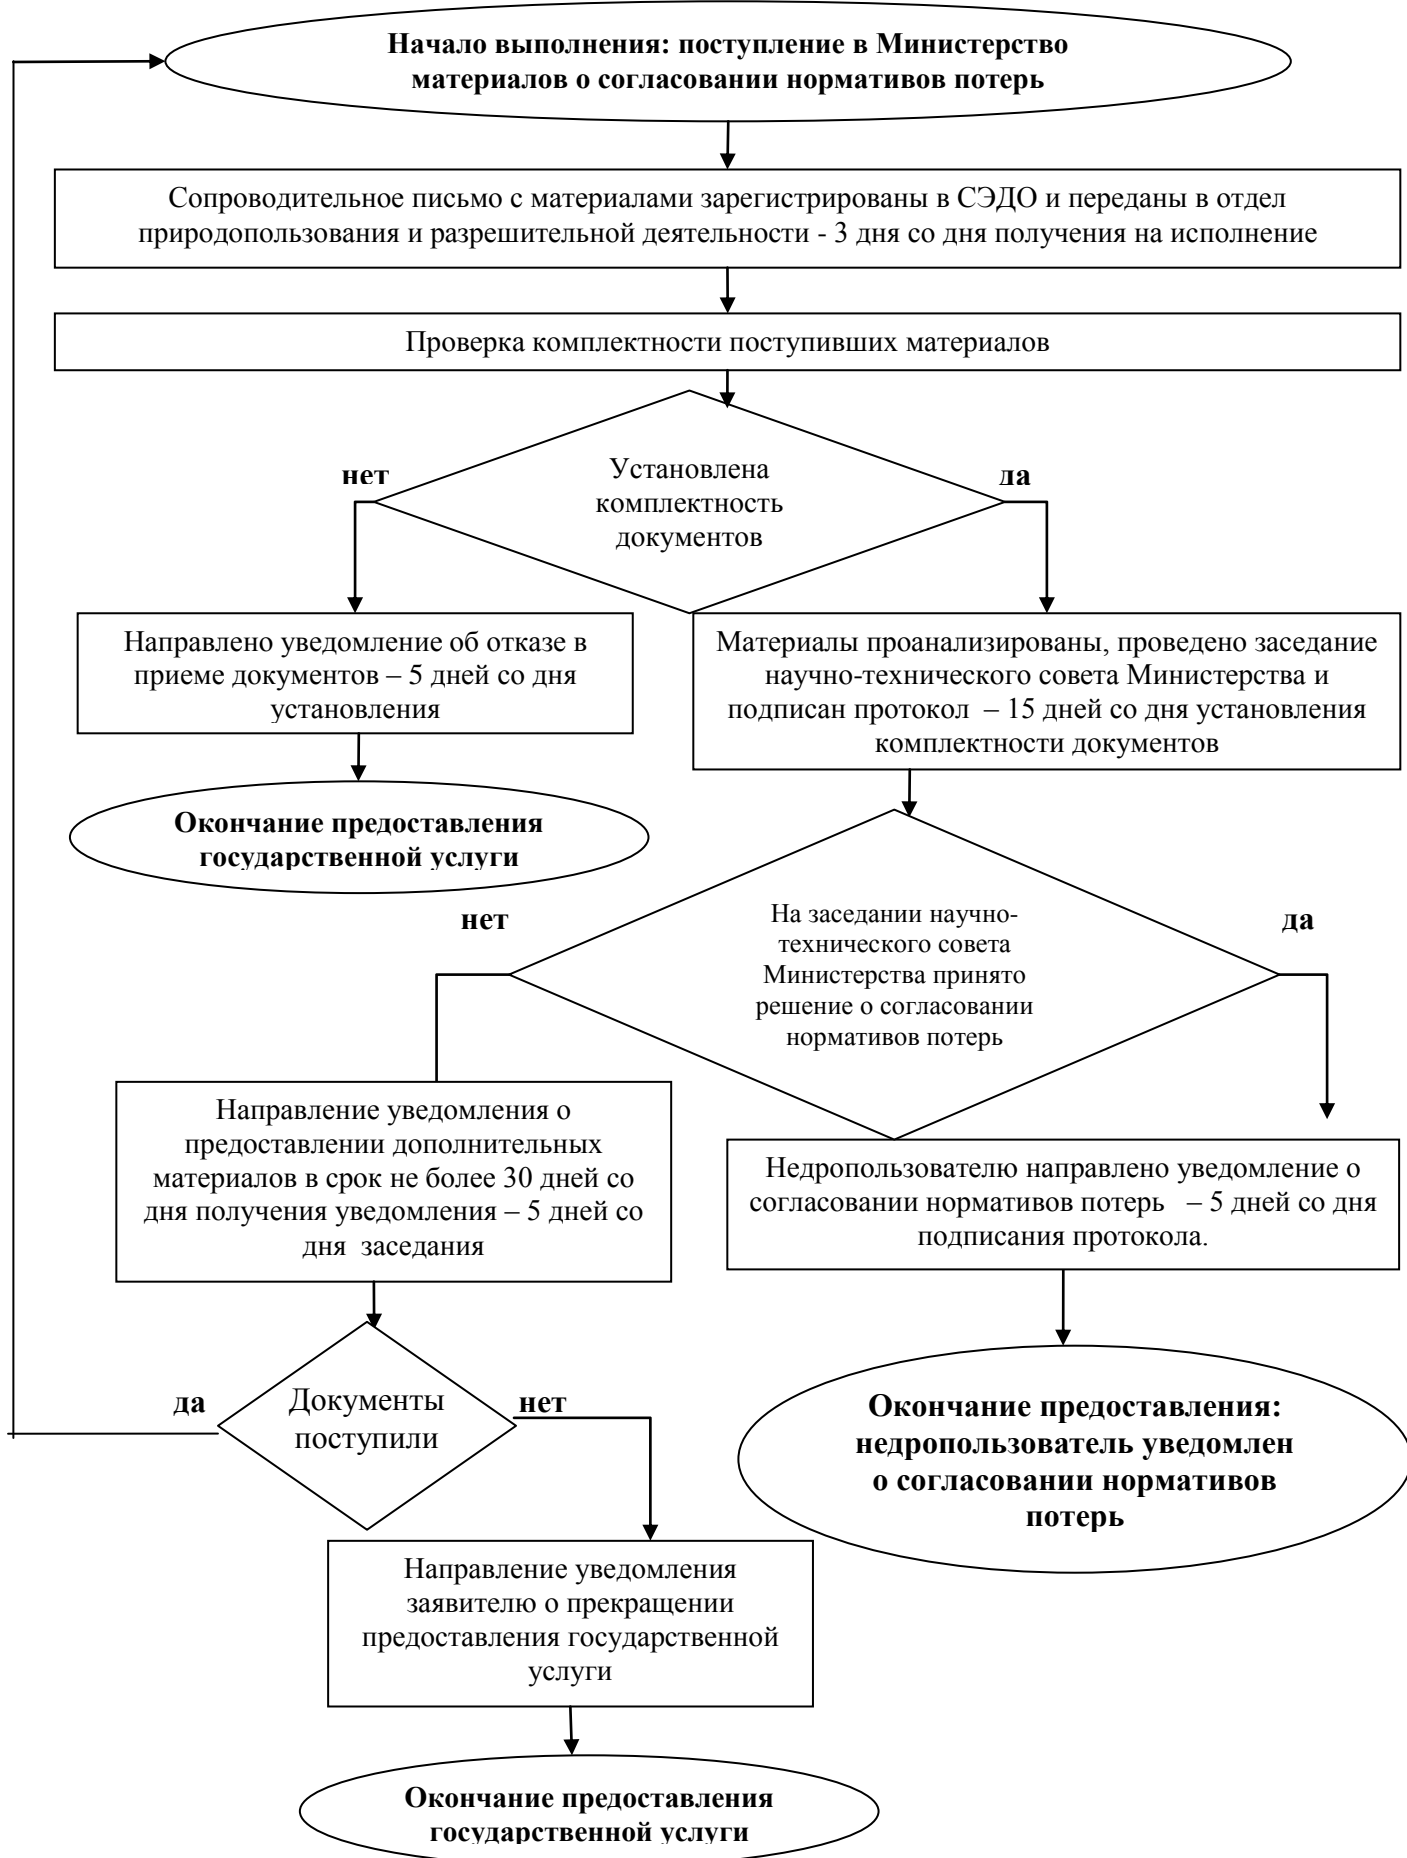 Начало выполнения: поступление в Министерство
материалов о согласовании нормативов потерь
Сопроводительное письмо с материалами зарегистрированы в СЭДО и переданы в отдел
природопользования и разрешительной деятельности - 3 дня со дня получения на исполнение
Проверка комплектности поступивших материалов
нет
да
Установлена
комплектность
документов
Направлено уведомление об отказе в
приеме документов – 5 дней со дня
установления
Материалы проанализированы, проведено заседание
научно-технического совета Министерства и
подписан протокол – 15 дней со дня установления
комплектности документов
Окончание предоставления
государственной услуги
нет
да
На заседании научно-
технического совета
Министерства принято
решение о согласовании
нормативов потерь
Направление уведомления о
предоставлении дополнительных
материалов в срок не более 30 дней со
дня получения уведомления – 5 дней со
дня заседания
Недропользователю направлено уведомление о
согласовании нормативов потерь – 5 дней со дня
подписания протокола.
да
Документы
поступили
нет
Окончание предоставления:
недропользователь уведомлен
о согласовании нормативов
потерь
Направление уведомления
заявителю о прекращении
предоставления государственной
услуги
Окончание предоставления
государственной услуги